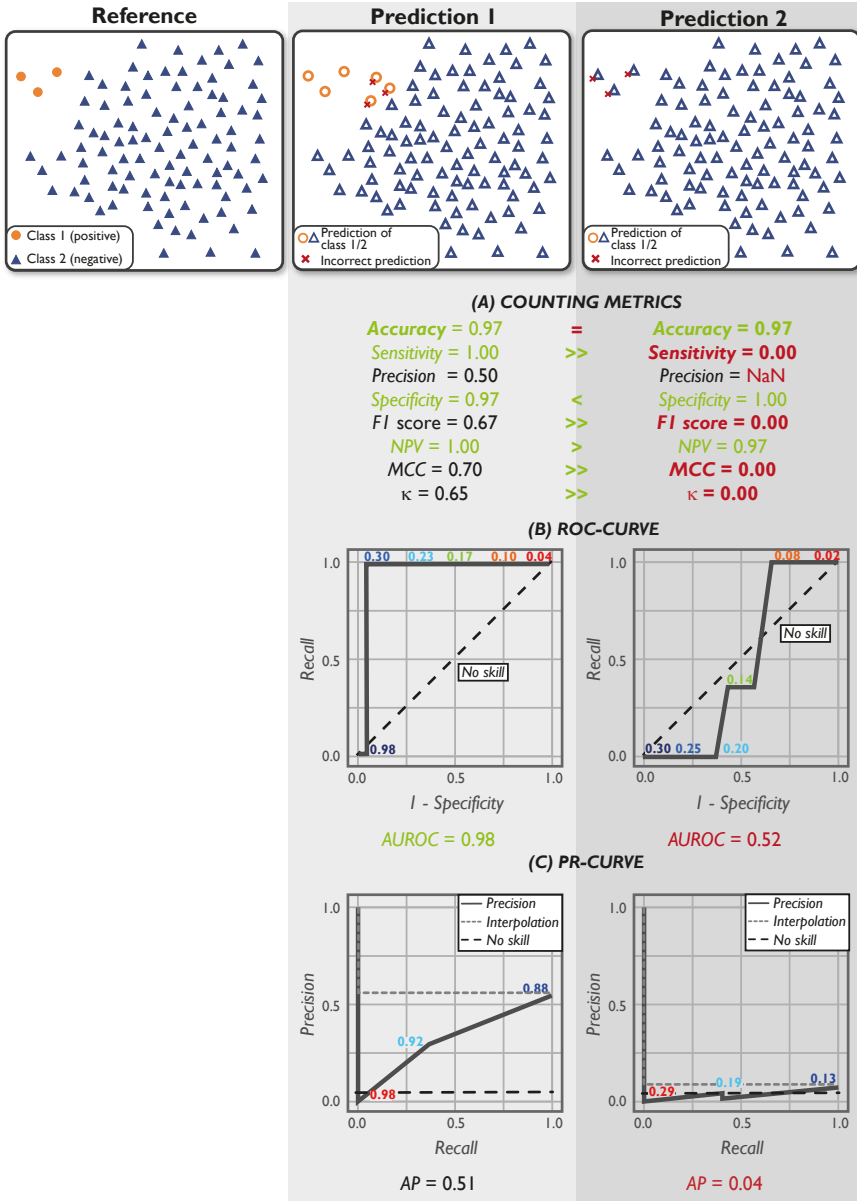 Reference
Prediction 1
Prediction 2
Class 1 (positive)
Class 2 (negative)
Prediction of
class 1/2
Incorrect prediction
Prediction of
class 1/2
Incorrect prediction
(A) COUNTING METRICS
Accuracy = 0.97 = Accuracy = 0.97
Sensitivity = 1.00 >> Sensitivity = 0.00
Precision = 0.50 Precision = NaN
Specificity = 0.97 < Specificity = 1.00
F1 score = 0.67 >> F1 score = 0.00
NPV = 1.00 > NPV = 0.97
MCC = 0.70 >> MCC = 0.00
κ = 0.65 >> κ = 0.00
(B) ROC-CURVE
0.30 0.23 0.17 0.10 0.04
1.0
Recall
0.5
No skill
0.98
0.0
0.0 0.5 1.0
1 - Specificity
AUROC = 0.98
0.08 0.02
1.0
Recall
No skill
0.5
0.14
0.30 0.25 0.20
0.0
0.0 0.5 1.0
1 - Specificity
AUROC = 0.52
(C) PR-CURVE
1.0
Precision
Interpolation
No skill
Precision
0.88
0.5
0.92
0.98
0.0
0.0 0.5 1.0
Recall
AP = 0.51
1.0
Precision
Interpolation
No skill
Precision
0.5
0.29 0.19 0.13
0.0
0.0 0.5 1.0
Recall
AP = 0.04